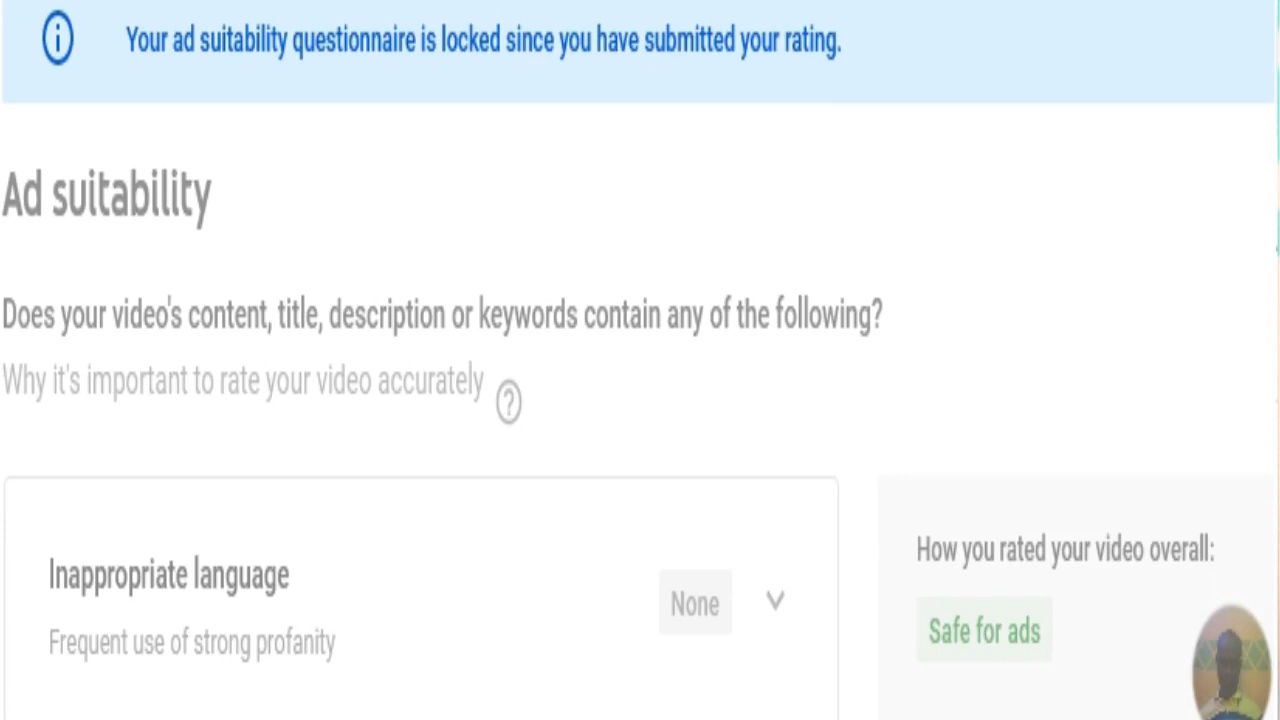 Your ad suitability questionnaire is locked since you have submitted your rating.
Ad suitability
Does your video's content, title, description or keywords contain any of the following?
Why it's important to rate your video accurately
Inappropriate language
None
Frequent use of strong profanity
How you rated your video overall:
Safe for ads